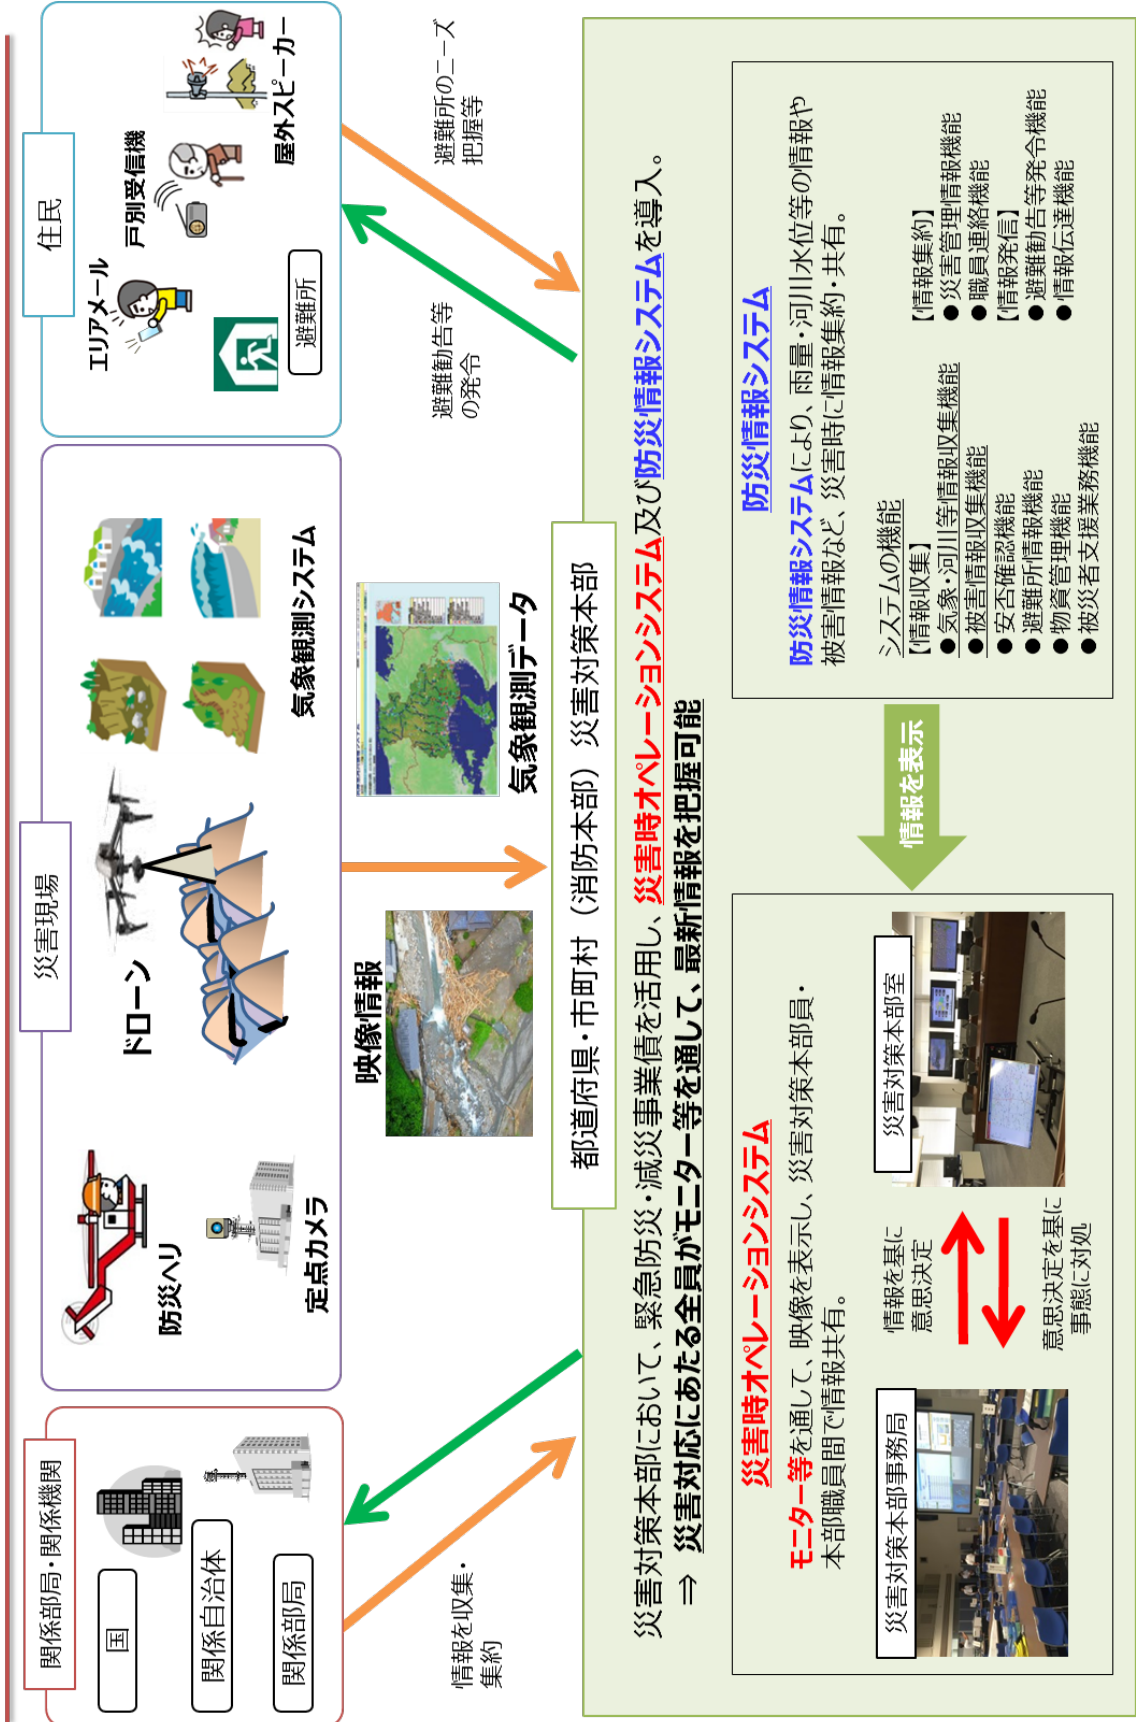 関係部局・関係機関
国
関係自治体
関係部局
災害現場
防災ヘリ
定点カメラ
ドローン
気象観測システム
住民
エリアメール
戸別受信機
屋外スピーカー
避難所
情報を収集・
集約
映像情報
気象観測データ
避難勧告等
の発令
避難所のニーズ
把握等
都道府県・市町村（消防本部）災害対策本部
災害対策本部において、緊急防災・減災事業債を活用し、災害時オペレーションシステム及び防災情報システムを導入。
⇒ 災害対応にあたる全員がモニター等を通して、最新情報を把握可能
災害時オペレーションシステム
モニター等を通して、映像を表示し、災害対策本部員・
本部職員間で情報共有。
災害対策本部事務局
情報を基に
意思決定
意思決定を基に
事態に対処
災害対策本部室
情報を表示
防災情報システム
防災情報システムにより、雨量・河川水位等の情報や
被害情報など、災害時に情報集約・共有。
システムの機能
【情報収集】
●気象・河川等情報収集機能
●被害情報収集機能
●安否確認機能
●避難所情報機能
●物資管理機能
●被災者支援業務機能
【情報集約】
●災害管理情報機能
●職員連絡機能
【情報発信】
●避難勧告等発令機能
●情報伝達機能